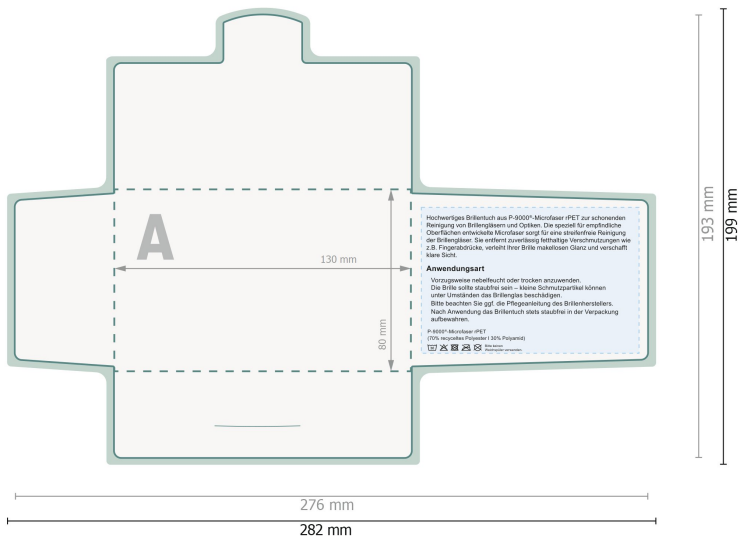 A
130 mm
80 mm
Hochwertiges Brillentuch aus P-9000®-Microfaser rPET zur schonenden
Reinigung von Brillengläsern und Optiken. Die speziell für empfindliche
Oberflächen entwickelte Microfaser sorgt für eine streifenfreie Reinigung
der Brillengläser. Sie entfernt zuverlässig fetthaltige Verschmutzungen wie
z.B. Fingerabdrücke, verleiht Ihrer Brille makellosen Glanz und verschafft
klare Sicht.
Anwendungsart
Vorzugsweise nebelfeucht oder trocken anzuwenden.
Die Brille sollte staubfrei sein – kleine Schmutzpartikel können
unter Umständen das Brillenglas beschädigen.
Bitte beachten Sie ggf. die Pflegeanleitung des Brillenherstellers.
Nach Anwendung das Brillentuch stets staubfrei in der Verpackung
aufbewahren.
P-9000®-Microfaser rPET
(70% recyceltes Polyester I 30% Polyamid)
Bitte keinen
Weichspüler verwenden.
193 mm
199 mm
276 mm
282 mm